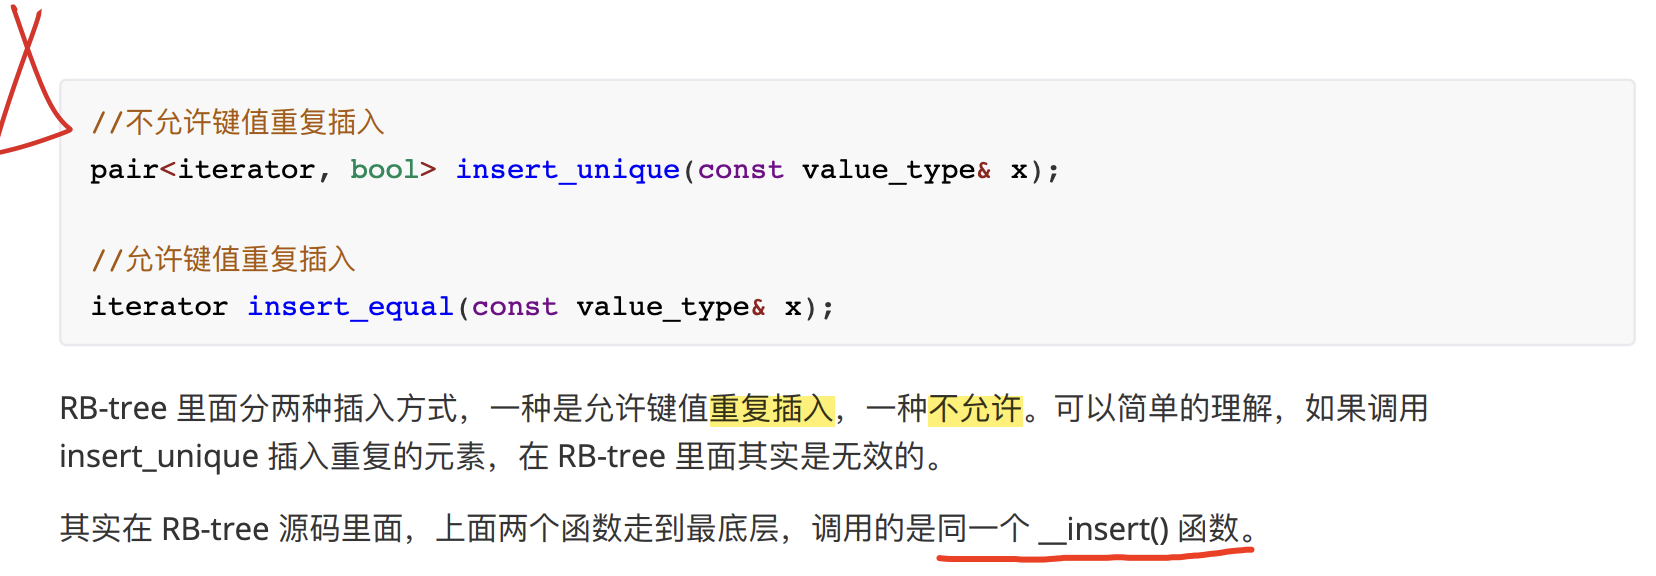 //不允许键值重复插入
pair<iterator, bool> insert_unique(const value_type& x);
//允许键值重复插入
iterator insert_equal(const value_type& x);
RB-tree 里面分两种插入方式，一种是允许键值重复插入，一种不允许。可以简单的理解，如果调用
insert_unique 插入重复的元素，在 RB-tree 里面其实是无效的。
其实在 RB-tree 源码里面，上面两个函数走到最底层，调用的是同一个 __insert() 函数。